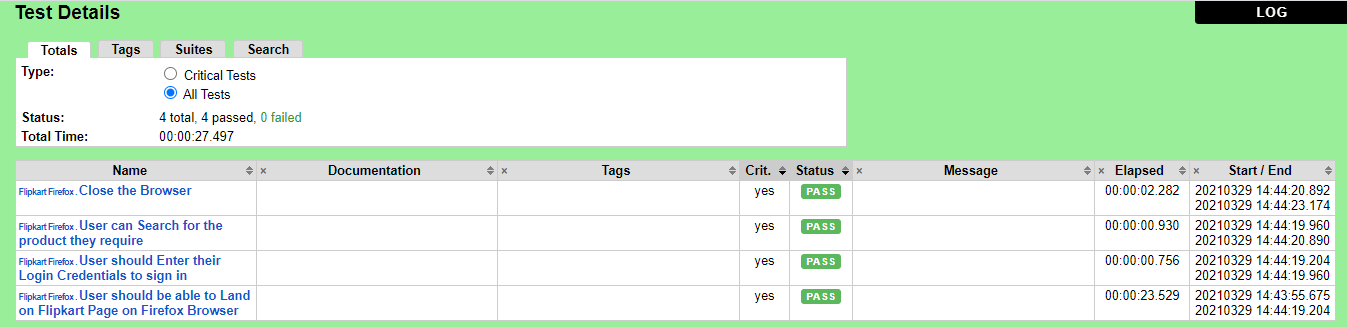 Test Details
LOG
Totals Tags Suites Search
Type:
Critical Tests
All Tests
Status: 4 total, 4 passed, 0 failed
Total Time: 00:00:27.497
Name × Documentation × Tags Crit. Status × Message × Elapsed × Start / End
Flipkart Firefox . Close the Browser yes PASS 00:00:02.282 20210329 14:44:20.892
20210329 14:44:23.174
Flipkart Firefox . User can Search for the yes PASS 00:00:00.930 20210329 14:44:19.960
product they require 20210329 14:44:20.890
Flipkart Firefox . User should Enter their yes PASS 00:00:00.756 20210329 14:44:19.204
Login Credentials to sign in 20210329 14:44:19.960
Flipkart Firefox . User should be able to Land yes PASS 00:00:23.529 20210329 14:43:55.675
on Flipkart Page on Firefox Browser 20210329 14:44:19.204